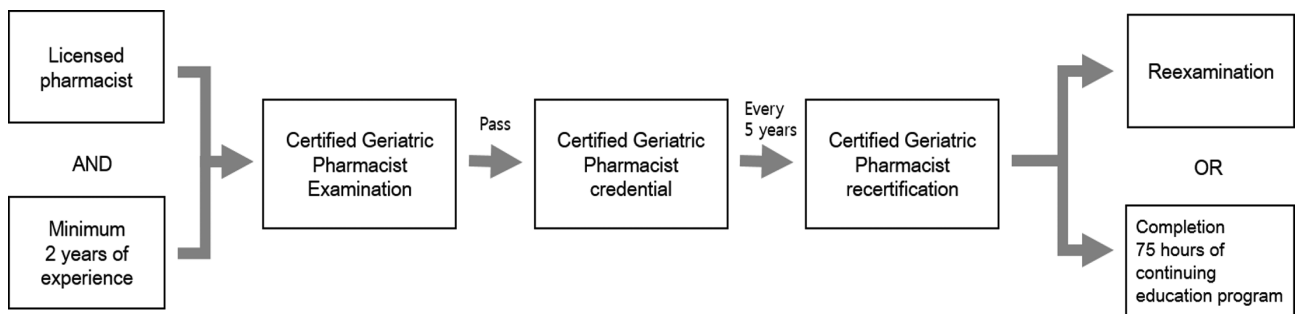 Licensed
pharmacist
AND
Minimum
2 years of
experience
Certified Geriatric
Pharmacist
Examination
Pass
Certified Geriatric
Pharmacist
credential
Every
5 years
Certified Geriatric
Pharmacist
recertification
Reexamination
OR
Completion
75 hours of
continuing
education program